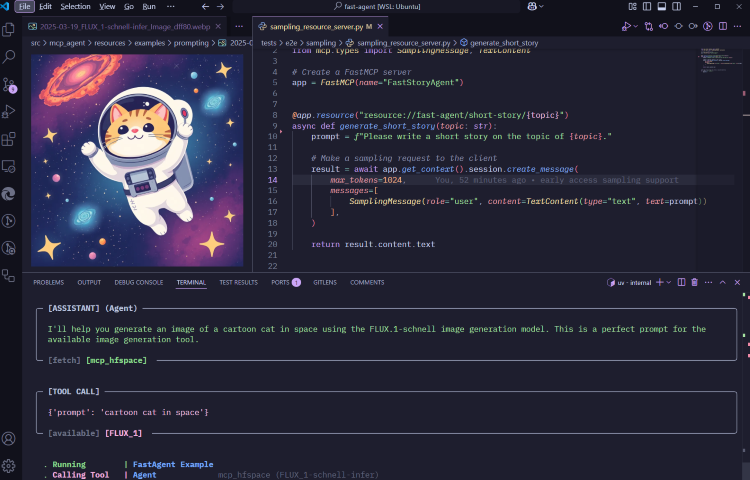 File Edit Selection View Go Run ···
fast-agent [WSL: Ubuntu]
2025-03-19_FLUX_1-schnell-infer_Image_dff80.webp
sampling_resource_server.py M
src > mcp_agent > resources > examples > prompting > 2025-03
tests > e2e > sampling > sampling_resource_server.py > generate_short_story
from mcp.types import SamplingMessage, TextContent
3
4 # Create a FastMCP server
5 app = FastMCP(name="FastStoryAgent")
6
7
8 @app.resource("resource://fast-agent/short-story/{topic}")
9 async def generate_short_story(topic: str):
10 prompt = f"Please write a short story on the topic of {topic}."
11
12 # Make a sampling request to the client
13 result = await app.get_context().session.create_message(
14 max_tokens=1024, You, 52 minutes ago • early access sampling support
15 messages=[
16 SamplingMessage(role="user", content=TextContent(type="text", text=prompt))
17 ],
18 )
19
20 return result.content.text
21
22
PROBLEMS OUTPUT DEBUG CONSOLE TERMINAL TEST RESULTS PORTS 1 GITLENS COMMENTS
uv - internal
[ASSISTANT] (Agent)
I'll help you generate an image of a cartoon cat in space using the FLUX.1-schnell image generation model. This is a perfect prompt for the
available image generation tool.
[fetch] [mcp_hfspace]
[TOOL CALL]
{'prompt': 'cartoon cat in space'}
[available] [FLUX_1]
. Running | FastAgent Example
. Calling Tool | Agent mcp_hfspace (FLUX_1-schnell-infer)